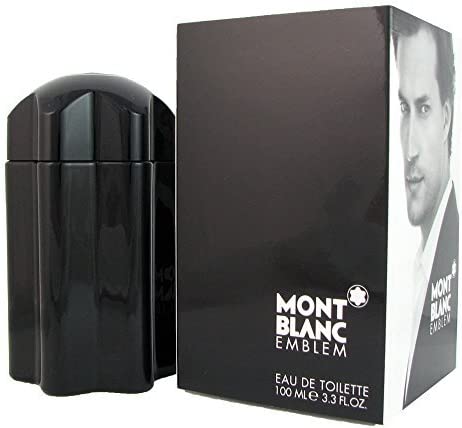 MONT
BLANC
EMBLEM
EAU DE TOILETTE
100 ML℮ 3.3 FL.OZ.
MONT
BLANC
EMBLEM